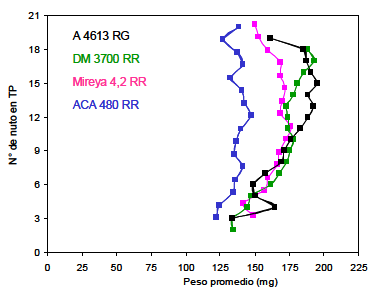 21
18
15
12
9
6
3
0
N° de nuto en TP
A 4613 RG
DM 3700 RR
Mireya 4,2 RR
ACA 480 RR
0 25 50 75 100 125 150 175 200 225
Peso promedio (mg)